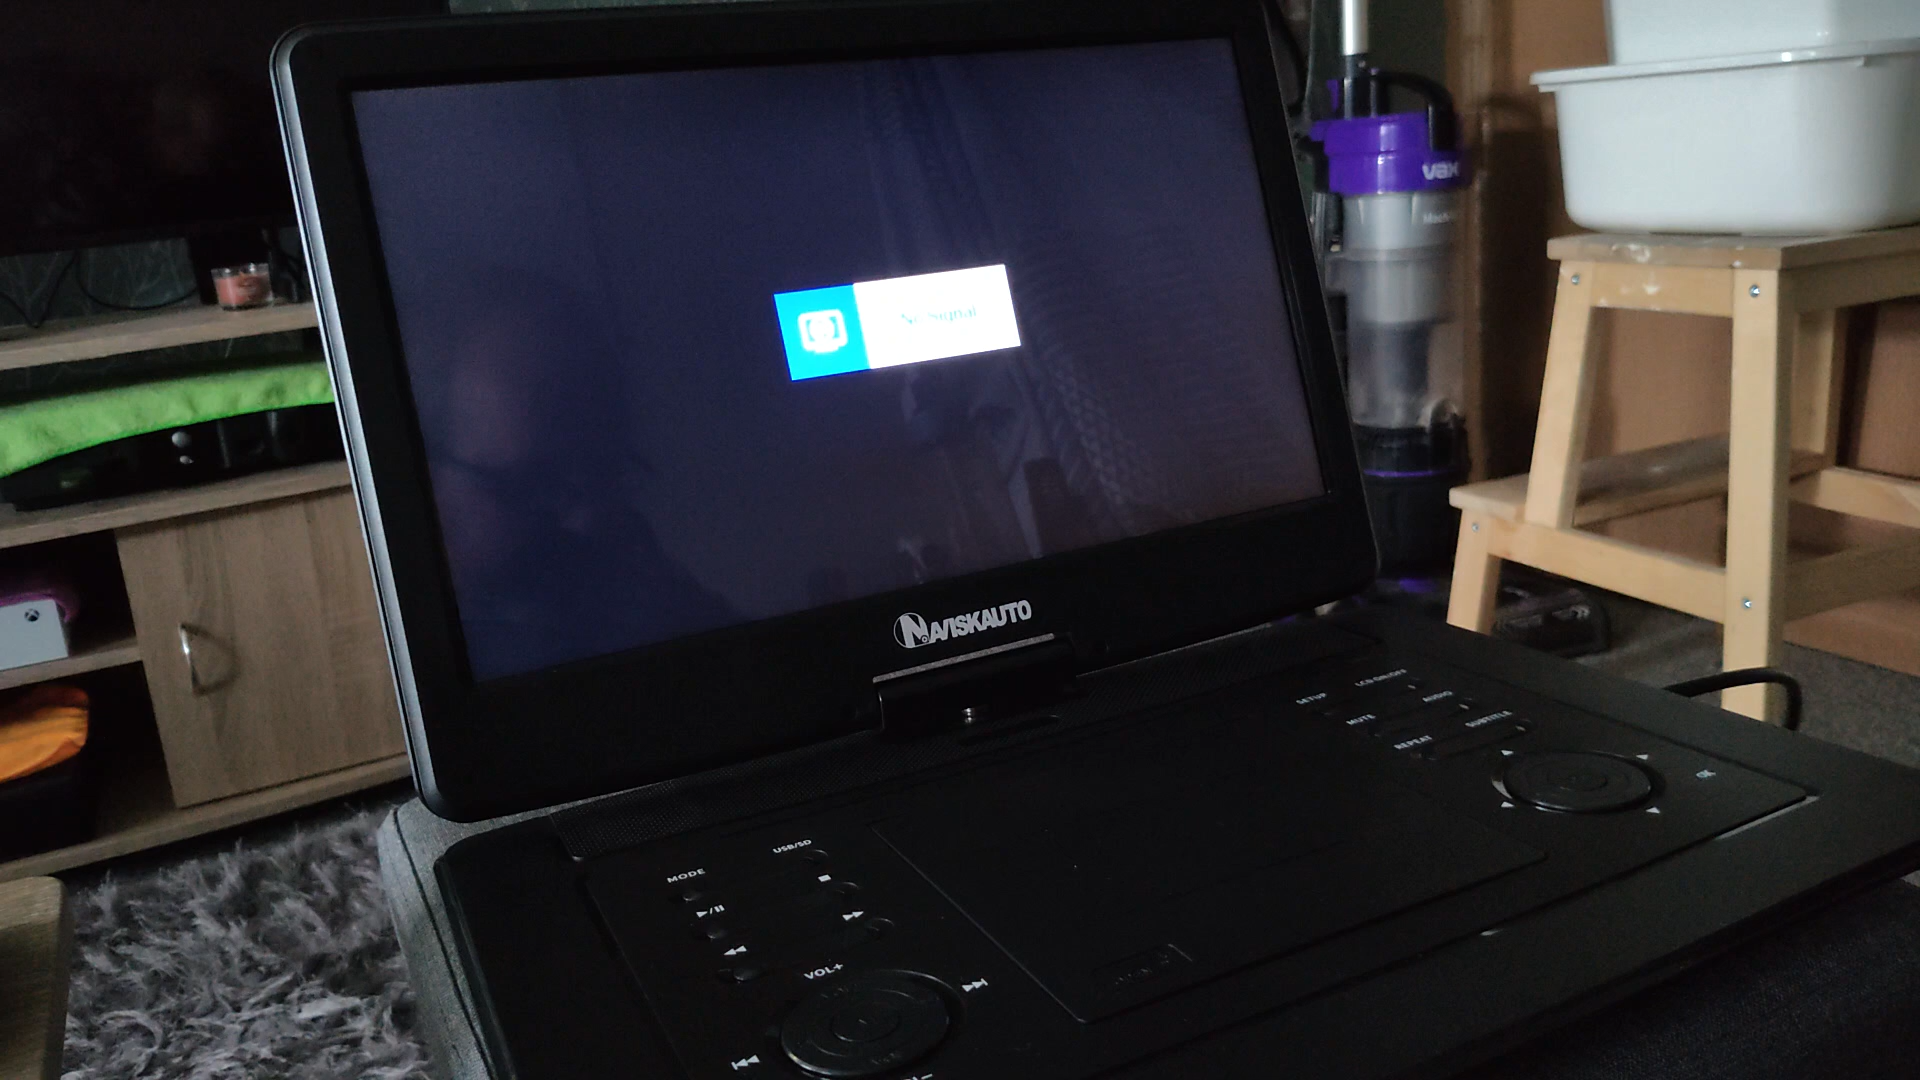 vax
No Signal
NAVISKAUTO
SETUP
LCD ON/OFF
MUTE
AUDIO
REPEAT
SUBTITLE
OK
MODE
USB/SD
VOL+